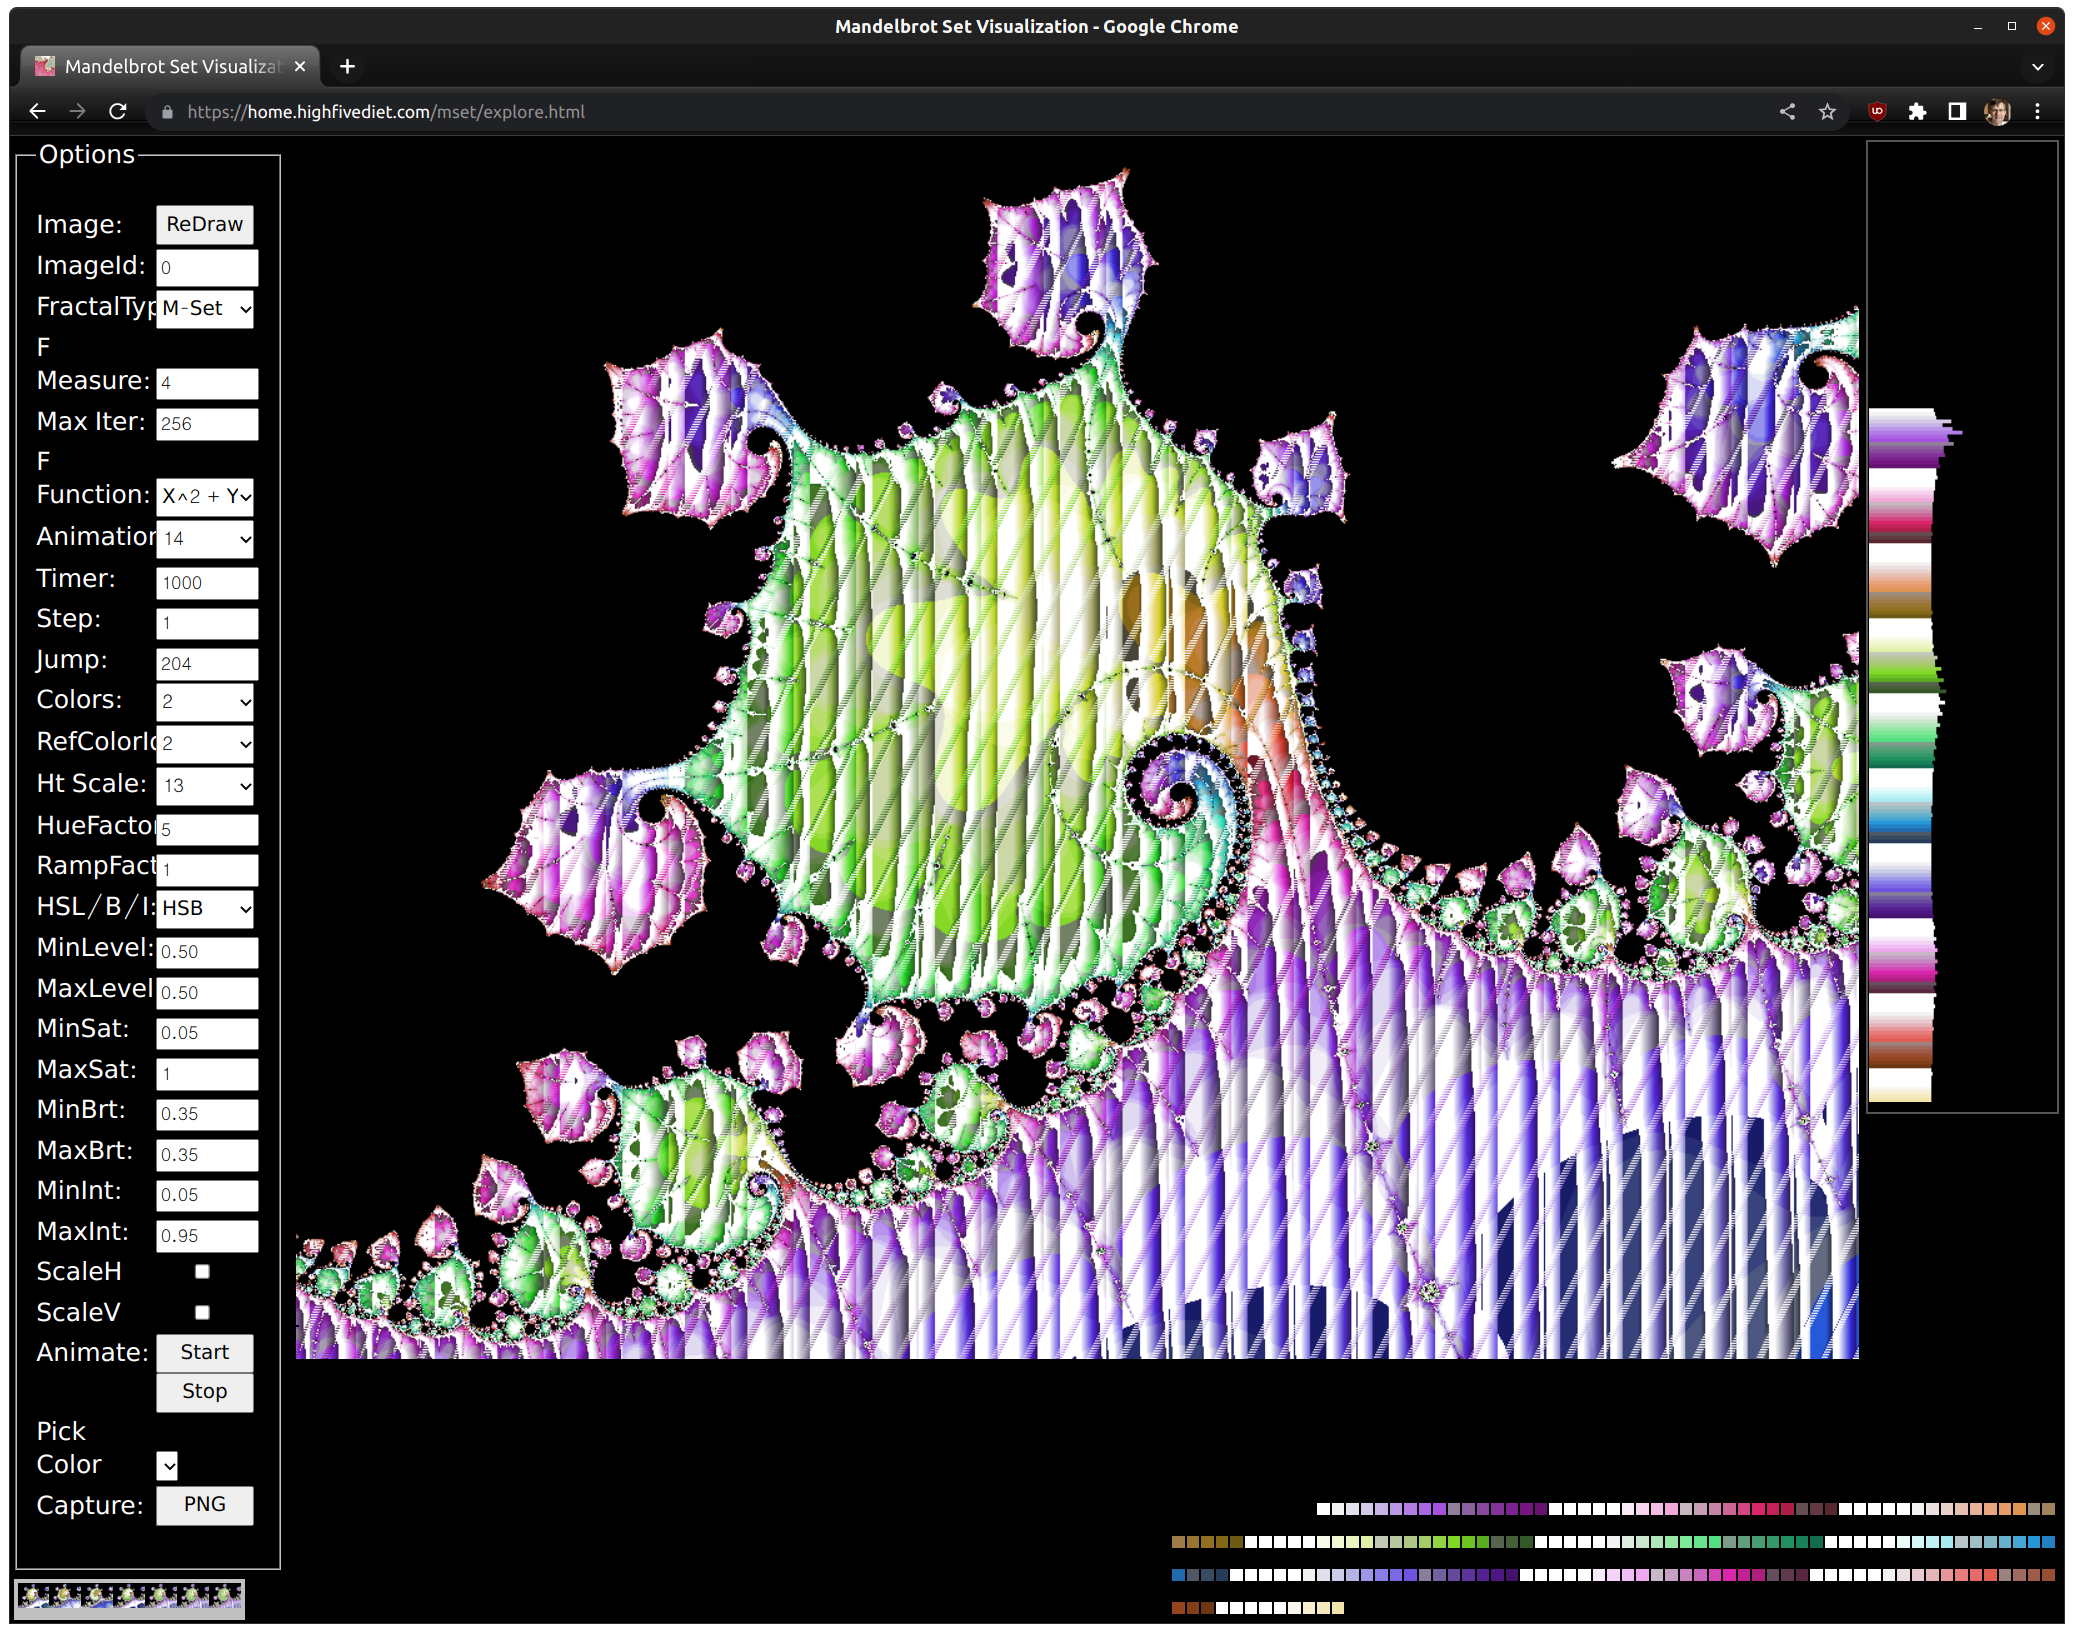 Mandelbrot Set Visualization - Google Chrome
Mandelbrot Set Visualizat
https://home.highfivediet.com/mset/explore.html
Options
Image: ReDraw
ImageId: 0
FractalTyp M-Set
F
Measure: 4
Max Iter: 256
F
Function: X^2 + Y
Animation 14
Timer: 1000
Step: 1
Jump: 204
Colors: 2
RefColorId 2
Ht Scale: 13
HueFactor 5
RampFact 1
HSL/B/I: HSB
MinLevel: 0.50
MaxLevel 0.50
MinSat: 0.05
MaxSat: 1
MinBrt: 0.35
MaxBrt: 0.35
MinInt: 0.05
MaxInt: 0.95
ScaleH
ScaleV
Animate: Start
Stop
Pick
Color
Capture: PNG